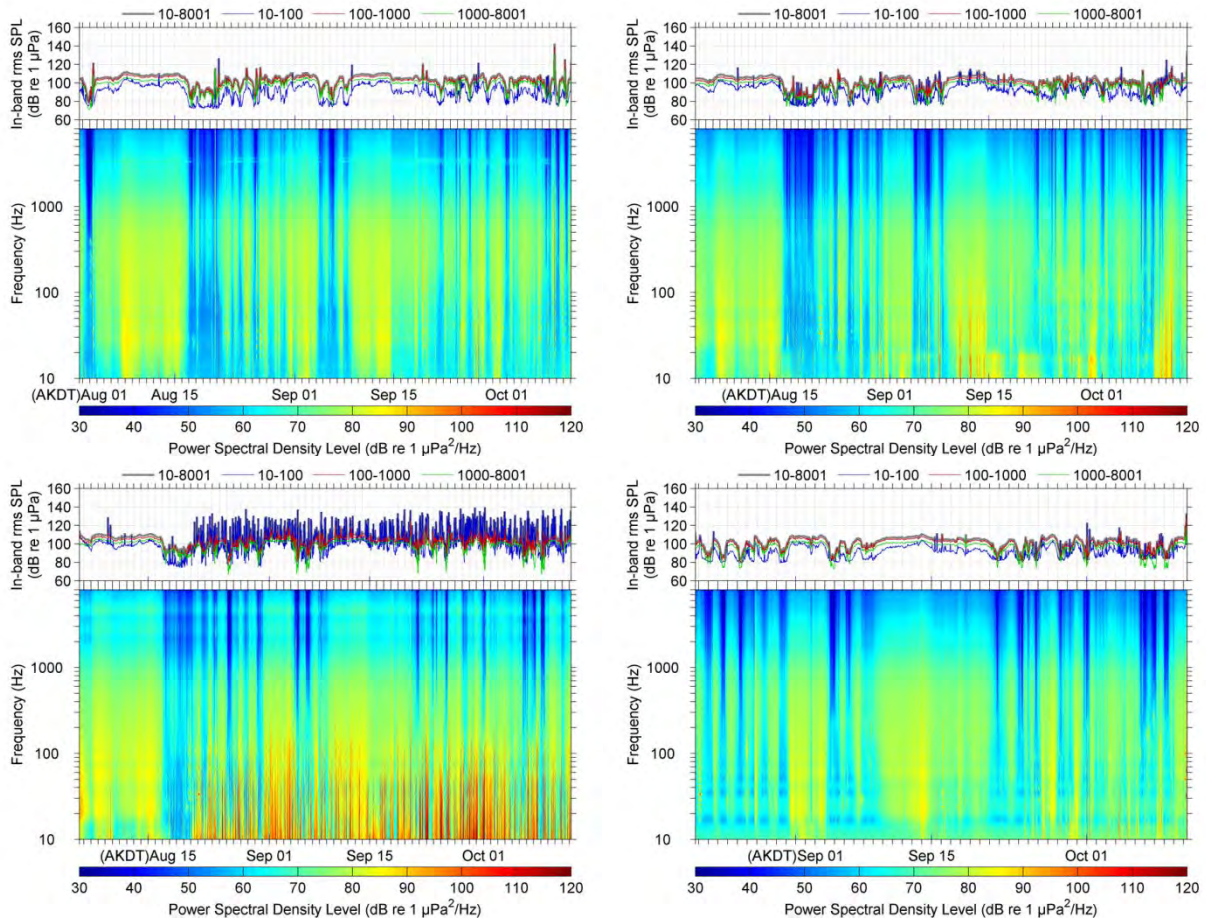 10-8001 10-100 100-1000 1000-8001
In-band rms SPL
(dB re 1 µPa)
160
140
120
100
80
60
Frequency (Hz)
1000
100
10
(AKDT)Aug 01 Aug 15 Sep 01 Sep 15 Oct 01
30 40 50 60 70 80 90 100 110 120
Power Spectral Density Level (dB re 1 µPa²/Hz)
10-8001 10-100 100-1000 1000-8001
In-band rms SPL
(dB re 1 µPa)
160
140
120
100
80
60
Frequency (Hz)
1000
100
10
(AKDT)Aug 15 Sep 01 Sep 15 Oct 01
30 40 50 60 70 80 90 100 110 120
Power Spectral Density Level (dB re 1 µPa²/Hz)
10-8001 10-100 100-1000 1000-8001
In-band rms SPL
(dB re 1 µPa)
160
140
120
100
80
60
Frequency (Hz)
1000
100
10
(AKDT)Aug 15 Sep 01 Sep 15 Oct 01
30 40 50 60 70 80 90 100 110 120
Power Spectral Density Level (dB re 1 µPa²/Hz)
10-8001 10-100 100-1000 1000-8001
In-band rms SPL
(dB re 1 µPa)
160
140
120
100
80
60
Frequency (Hz)
1000
100
10
(AKDT)Sep 01 Sep 15 Oct 01
30 40 50 60 70 80 90 100 110 120
Power Spectral Density Level (dB re 1 µPa²/Hz)